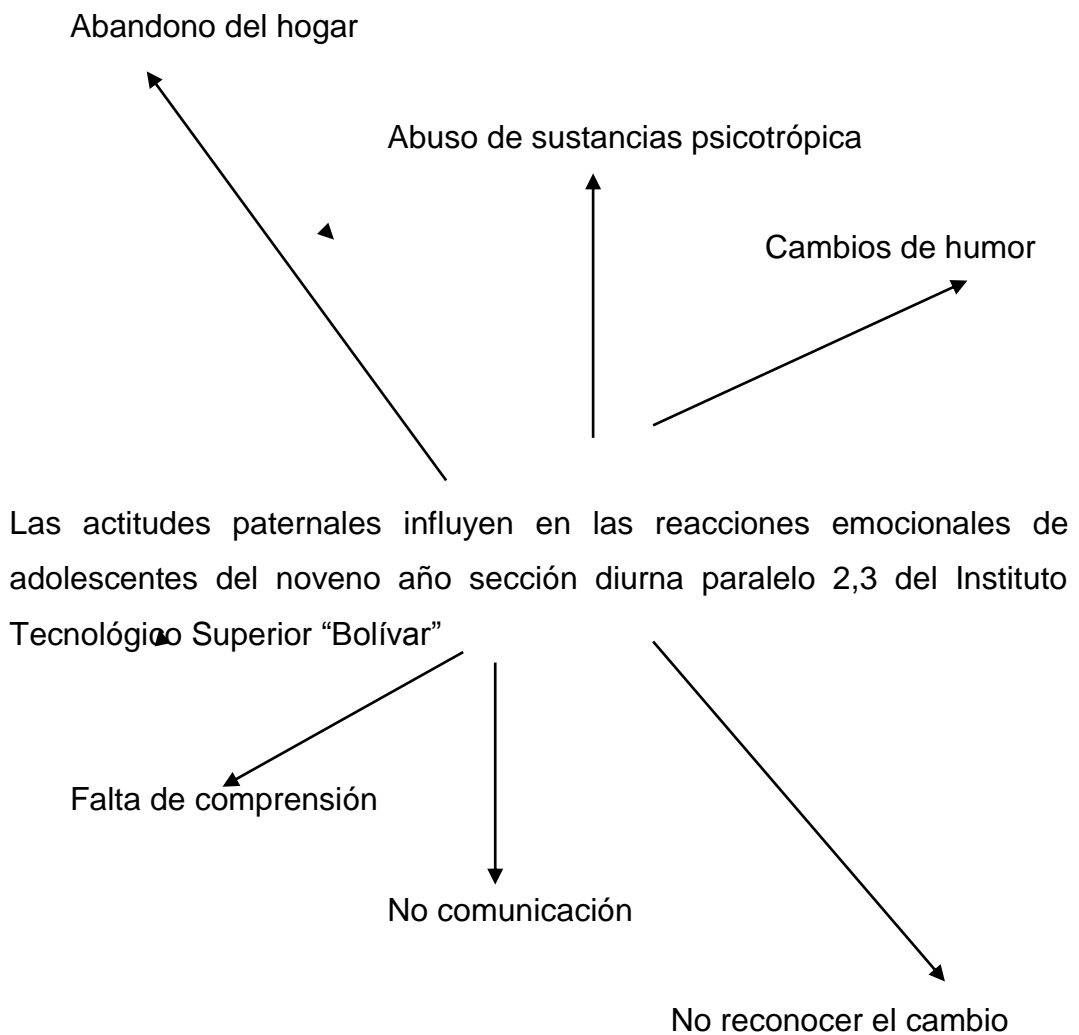 Abandono del hogar
Abuso de sustancias psicotrópica
Cambios de humor
Las actitudes paternales influyen en las reacciones emocionales de
adolescentes del noveno año sección diurna paralelo 2,3 del Instituto
Tecnológico Superior “Bolívar”
Falta de comprensión
No comunicación
No reconocer el cambio